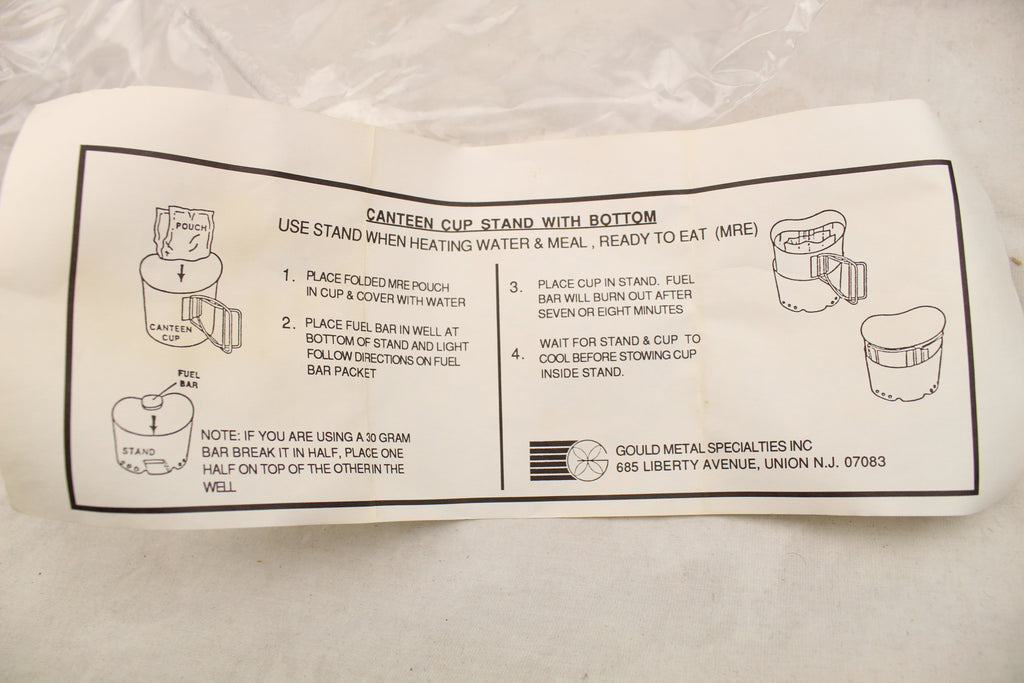 CANTEEN CUP STAND WITH BOTTOM
USE STAND WHEN HEATING WATER & MEAL , READY TO EAT (MRE)
POUCH
CANTEEN
CUP
FUEL
BAR
STAND
1. PLACE FOLDED MRE POUCH
IN CUP & COVER WITH WATER
2. PLACE FUEL BAR IN WELL AT
BOTTOM OF STAND AND LIGHT
FOLLOW DIRECTIONS ON FUEL
BAR PACKET
NOTE: IF YOU ARE USING A 30 GRAM
BAR BREAK IT IN HALF, PLACE ONE
HALF ON TOP OF THE OTHER IN THE
WELL
3. PLACE CUP IN STAND. FUEL
BAR WILL BURN OUT AFTER
SEVEN OR EIGHT MINUTES
4. WAIT FOR STAND & CUP TO
COOL BEFORE STOWING CUP
INSIDE STAND.
GOULD METAL SPECIALTIES INC
685 LIBERTY AVENUE, UNION N.J. 07083